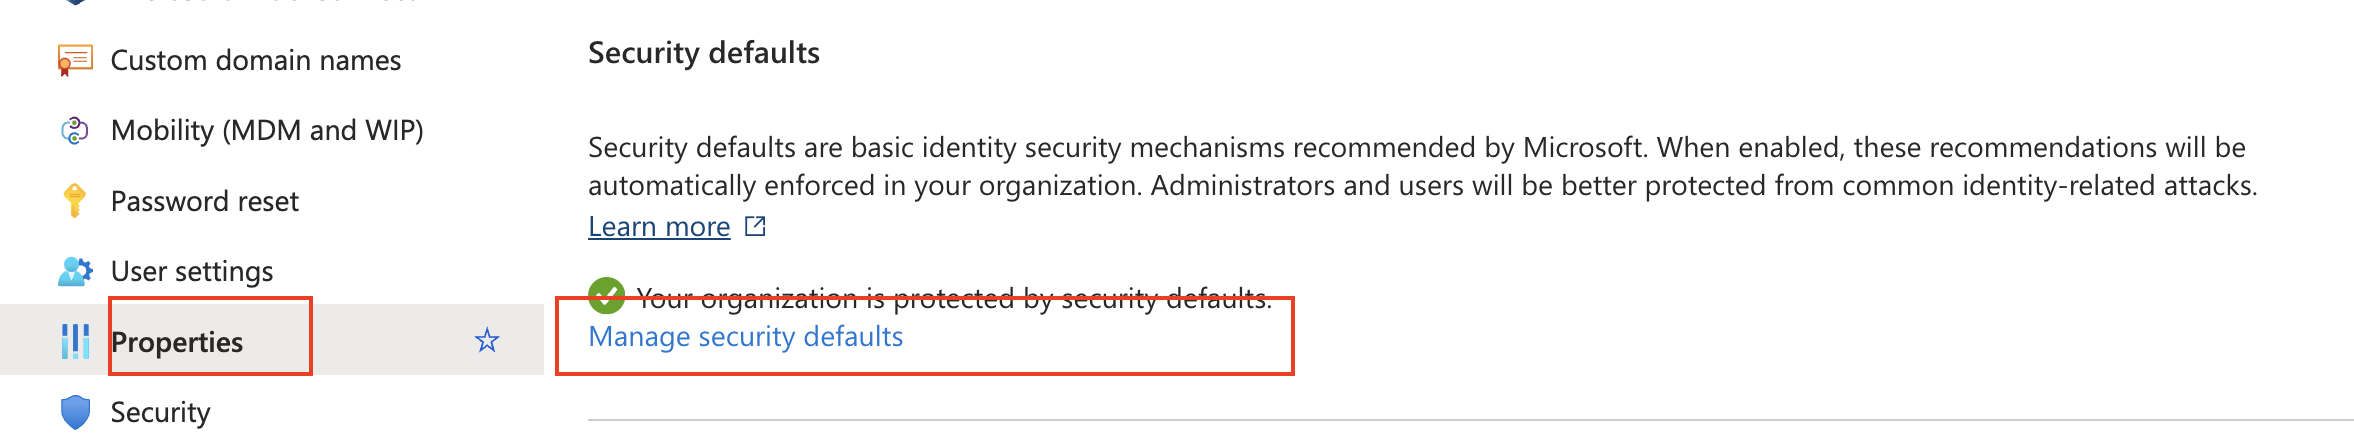 Custom domain names
Mobility (MDM and WIP)
Password reset
User settings
Properties
Security
Security defaults
Security defaults are basic identity security mechanisms recommended by Microsoft. When enabled, these recommendations will be
automatically enforced in your organization. Administrators and users will be better protected from common identity-related attacks.
Learn more
Your organization is protected by security defaults.
Manage security defaults